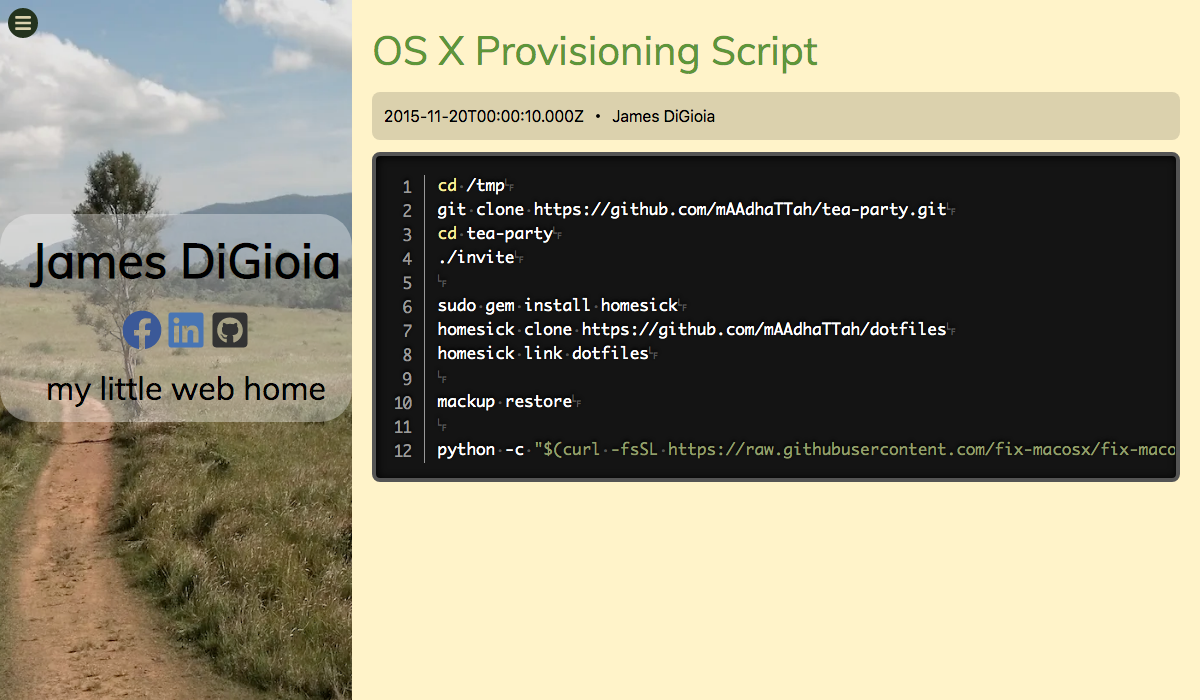 James DiGioia
my little web home
OS X Provisioning Script
2015-11-20T00:00:10.000Z • James DiGioia
1 cd /tmp
2 git clone https://github.com/mAAdhaTTah/tea-party.git
3 cd tea-party
4 ./invite
5
6 sudo gem install homesick
7 homesick clone https://github.com/mAAdhaTTah/dotfiles
8 homesick link dotfiles
9
10 mackup restore
11
12 python -c "$(curl -fsSL https://raw.githubusercontent.com/fix-macosx/fix-maco